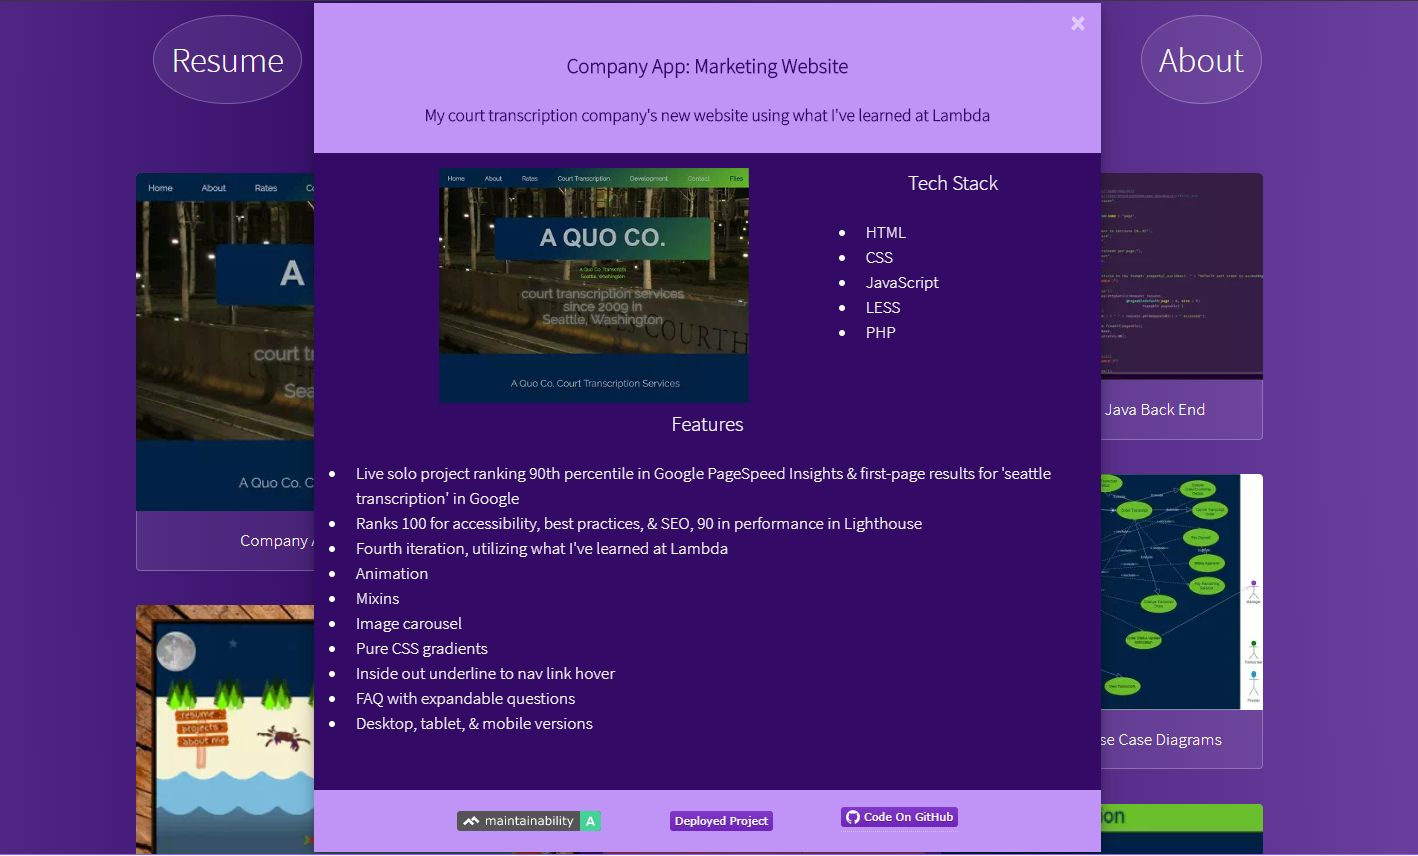 Resume
About
×
Company App: Marketing Website
My court transcription company's new website using what I've learned at Lambda
Home About Rates
Home About Rates Court Transcription Development Contact Files
A QUO CO.
A Quo Co. Transcripts
Seattle, Washington
court transcription services
since 2009 in
Seattle, Washington
COURTH
A Quo Co. Court Transcription Services
Tech Stack
HTML
CSS
JavaScript
LESS
PHP
A
court t
Sea
A Quo Co. C
Company
Java Back End
Features
Live solo project ranking 90th percentile in Google PageSpeed Insights & first-page results for 'seattle
transcription' in Google
Ranks 100 for accessibility, best practices, & SEO, 90 in performance in Lighthouse
Fourth iteration, utilizing what I've learned at Lambda
Animation
Mixins
Image carousel
Pure CSS gradients
Inside out underline to nav link hover
FAQ with expandable questions
Desktop, tablet, & mobile versions
resume
projects
about me
Manager
se Case Diagrams
ion
maintainability A
Deployed Project
Code On GitHub